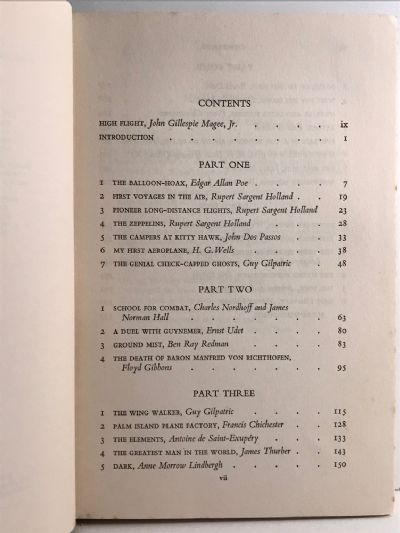 CONTENTS
HIGH FLIGHT, John Gillespie Magee, Jr. . . . . ix
INTRODUCTION . . . . . . . . 1
PART ONE
1 THE BALLOON-HOAX, Edgar Allan Poe . . . . 7
2 FIRST VOYAGES IN THE AIR, Rupert Sargent Holland . . 19
3 PIONEER LONG-DISTANCE FLIGHTS, Rupert Sargent Holland 23
4 THE ZEPPELINS, Rupert Sargent Holland . . . . 28
5 THE CAMPERS AT KITTY HAWK, John Dos Passos . . 33
6 MY FIRST AEROPLANE, H. G. Wells . . . . 38
7 THE GENIAL CHECK-CAPPED GHOSTS, Guy Gilpatric . . 48
PART TWO
1 SCHOOL FOR COMBAT, Charles Nordhoff and James
Norman Hall . . . . . . . 63
2 A DUEL WITH GUYNEMER, Ernst Udet . . . . 80
3 GROUND MIST, Ben Ray Redman . . . . 83
4 THE DEATH OF BARON MANFRED VON RICHTHOFEN,
Floyd Gibbons . . . . . . . 95
PART THREE
1 THE WING WALKER, Guy Gilpatric . . . . 115
2 PALM ISLAND PLANE FACTORY, Francis Chichester . . 128
3 THE ELEMENTS, Antoine de Saint-Exupéry . . . 133
4 THE GREATEST MAN IN THE WORLD, James Thurber . . 143
5 DARK, Anne Morrow Lindbergh . . . . . 150
vii